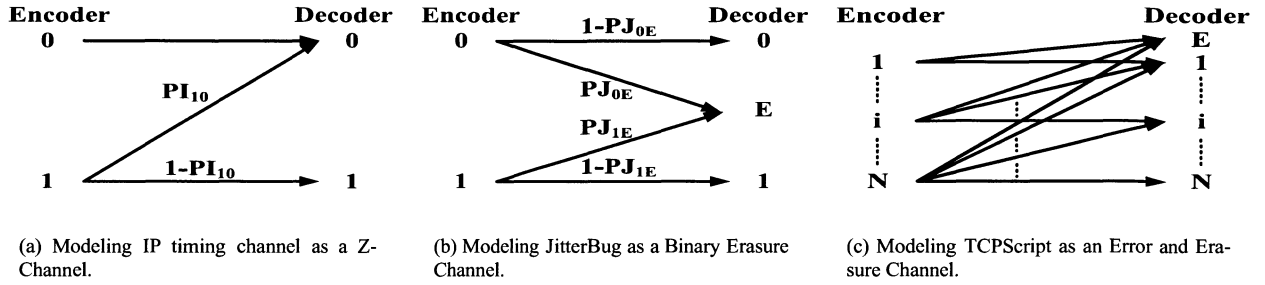 Encoder Decoder
0 0
PI10
1 1-PI10 1
(a) Modeling IP timing channel as a Z-
Channel.
Encoder Decoder
0 1-PJ0E 0
PJ0E
E
PJ1E
1 1-PJ1E 1
(b) Modeling JitterBug as a Binary Erasure
Channel.
Encoder Decoder
E
1 1
i i
N N
(c) Modeling TCPScript as an Error and Era-
sure Channel.